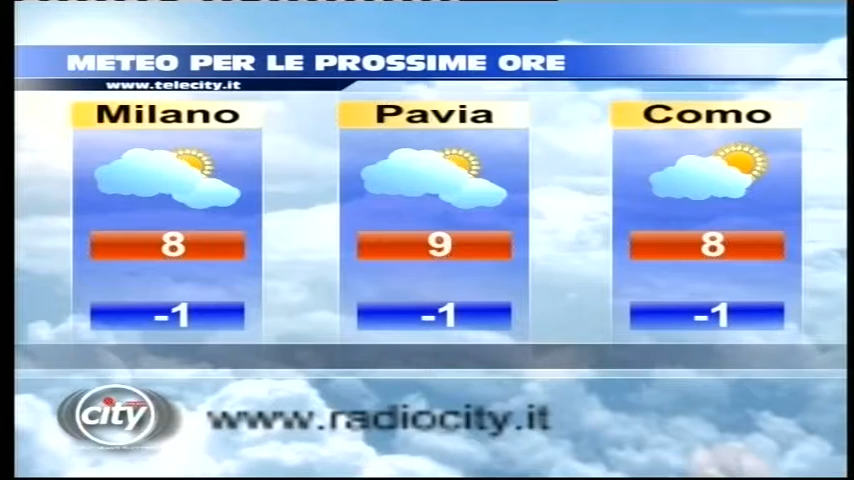 METEO PER LE PROSSIME ORE
www.telecity.it
Milano Pavia Como
8 9 8
-1 -1 -1
city
www.radiocity.it